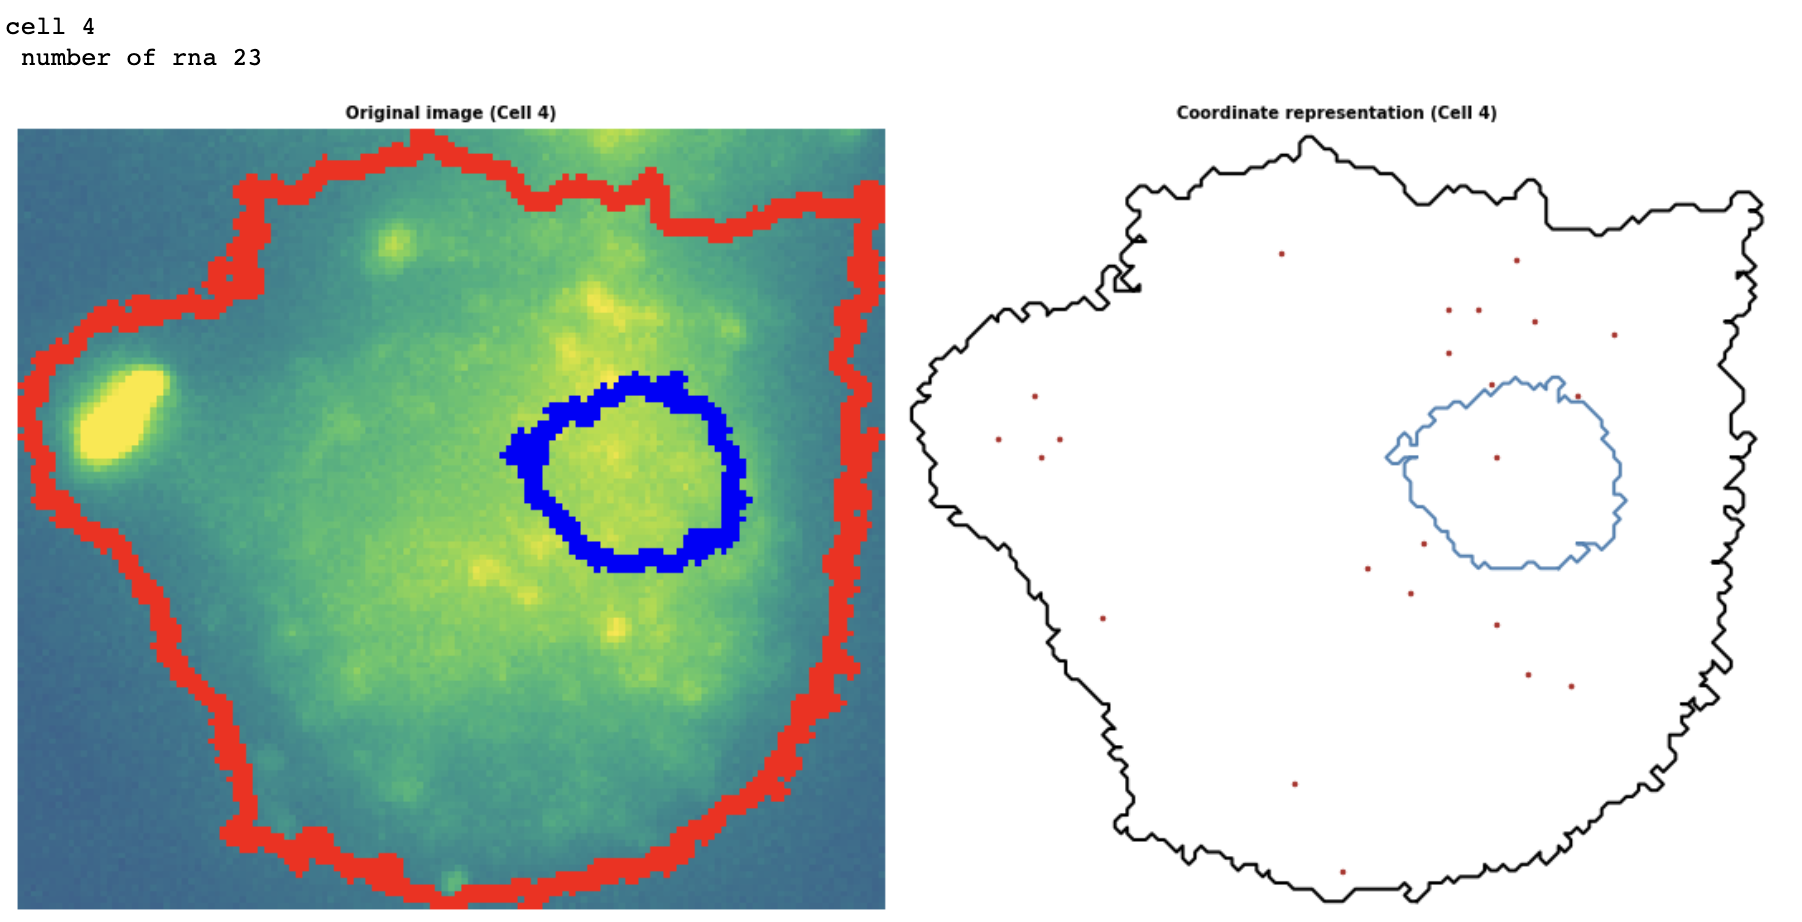 cell 4
number of rna 23
Original image (Cell 4)
Coordinate representation (Cell 4)